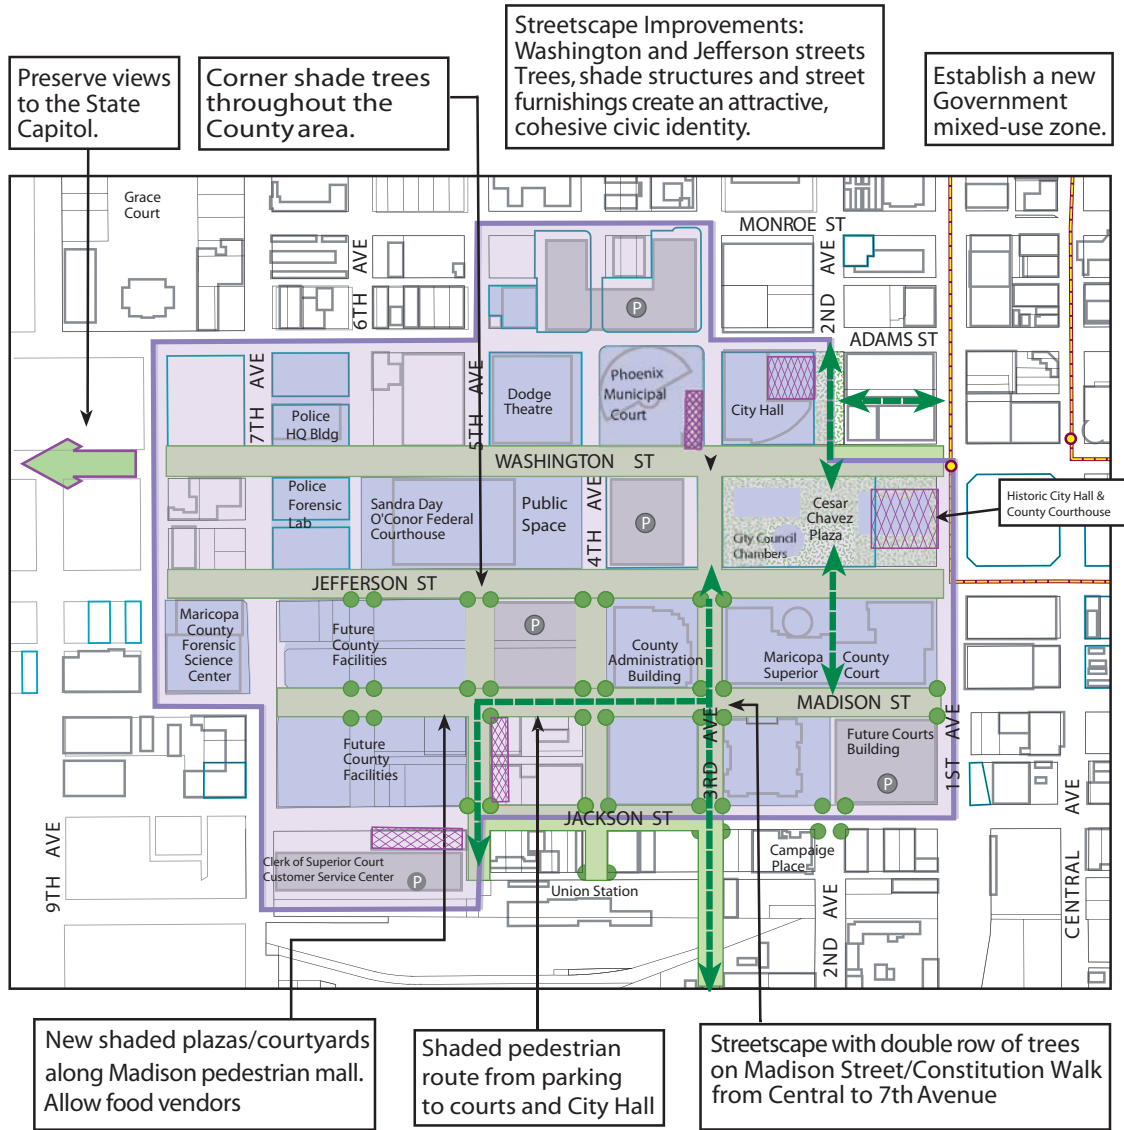 Preserve views
to the State
Capitol.
Corner shade trees
throughout the
County area.
Streetscape Improvements:
Washington and Jefferson streets
Trees, shade structures and street
furnishings create an attractive,
cohesive civic identity.
Establish a new
Government
mixed-use zone.
Grace
Court
MONROE ST
6TH AVE
2ND AVE
P
ADAMS ST
7TH AVE
5TH AVE
Police
HQ Bldg
Dodge
Theatre
Phoenix
Municipal
Court
City Hall
WASHINGTON ST
Police
Forensic
Lab
Sandra Day
O'Conor Federal
Courthouse
Public
Space
4TH AVE
P
Cesar
Chavez
Plaza
City Council
Chambers
Historic City Hall &
County Courthouse
JEFFERSON ST
Maricopa
County
Forensic
Science
Center
Future
County
Facilities
P
County
Administration
Building
Maricopa County
Superior Court
MADISON ST
Future
County
Facilities
3RD AVE
Future Courts
Building
P
1ST AVE
JACKSON ST
9TH AVE
Clerk of Superior Court
Customer Service Center
P
Union Station
Campaige
Place
2ND AVE
CENTRAL AVE
New shaded plazas/courtyards
along Madison pedestrian mall.
Allow food vendors
Shaded pedestrian
route from parking
to courts and City Hall
Streetscape with double row of trees
on Madison Street/Constitution Walk
from Central to 7th Avenue